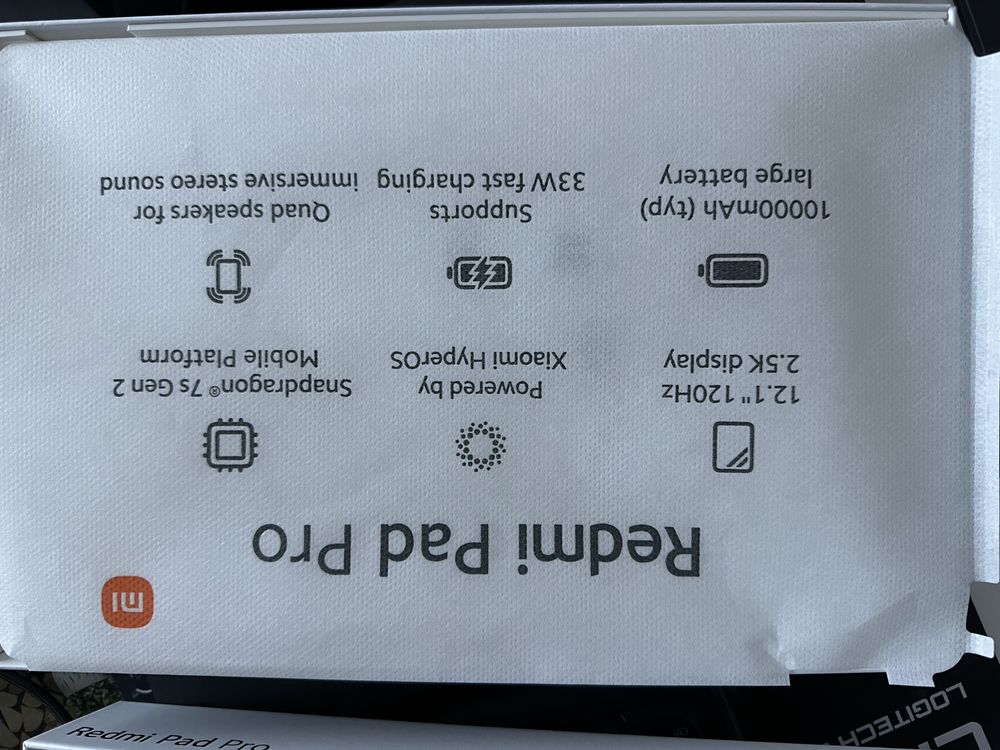 mi
Redmi Pad Pro
12.1" 120Hz
2.5K display
Powered by
Xiaomi HyperOS
Snapdragon® 7s Gen 2
Mobile Platform
10000mAh (typ)
large battery
Supports
33W fast charging
Quad speakers for
immersive stereo sound
Redmi Pad Pro
LOGITECH